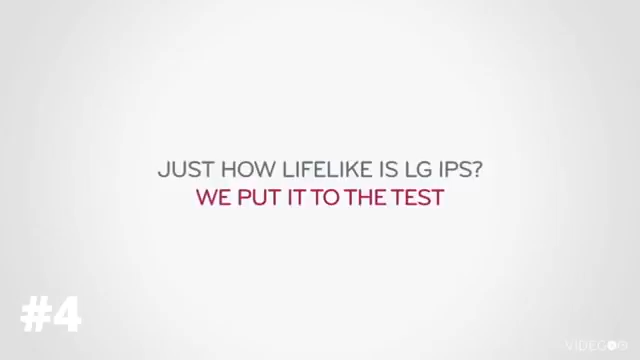 JUST HOW LIFELIKE IS LG IPS?
WE PUT IT TO THE TEST
#4